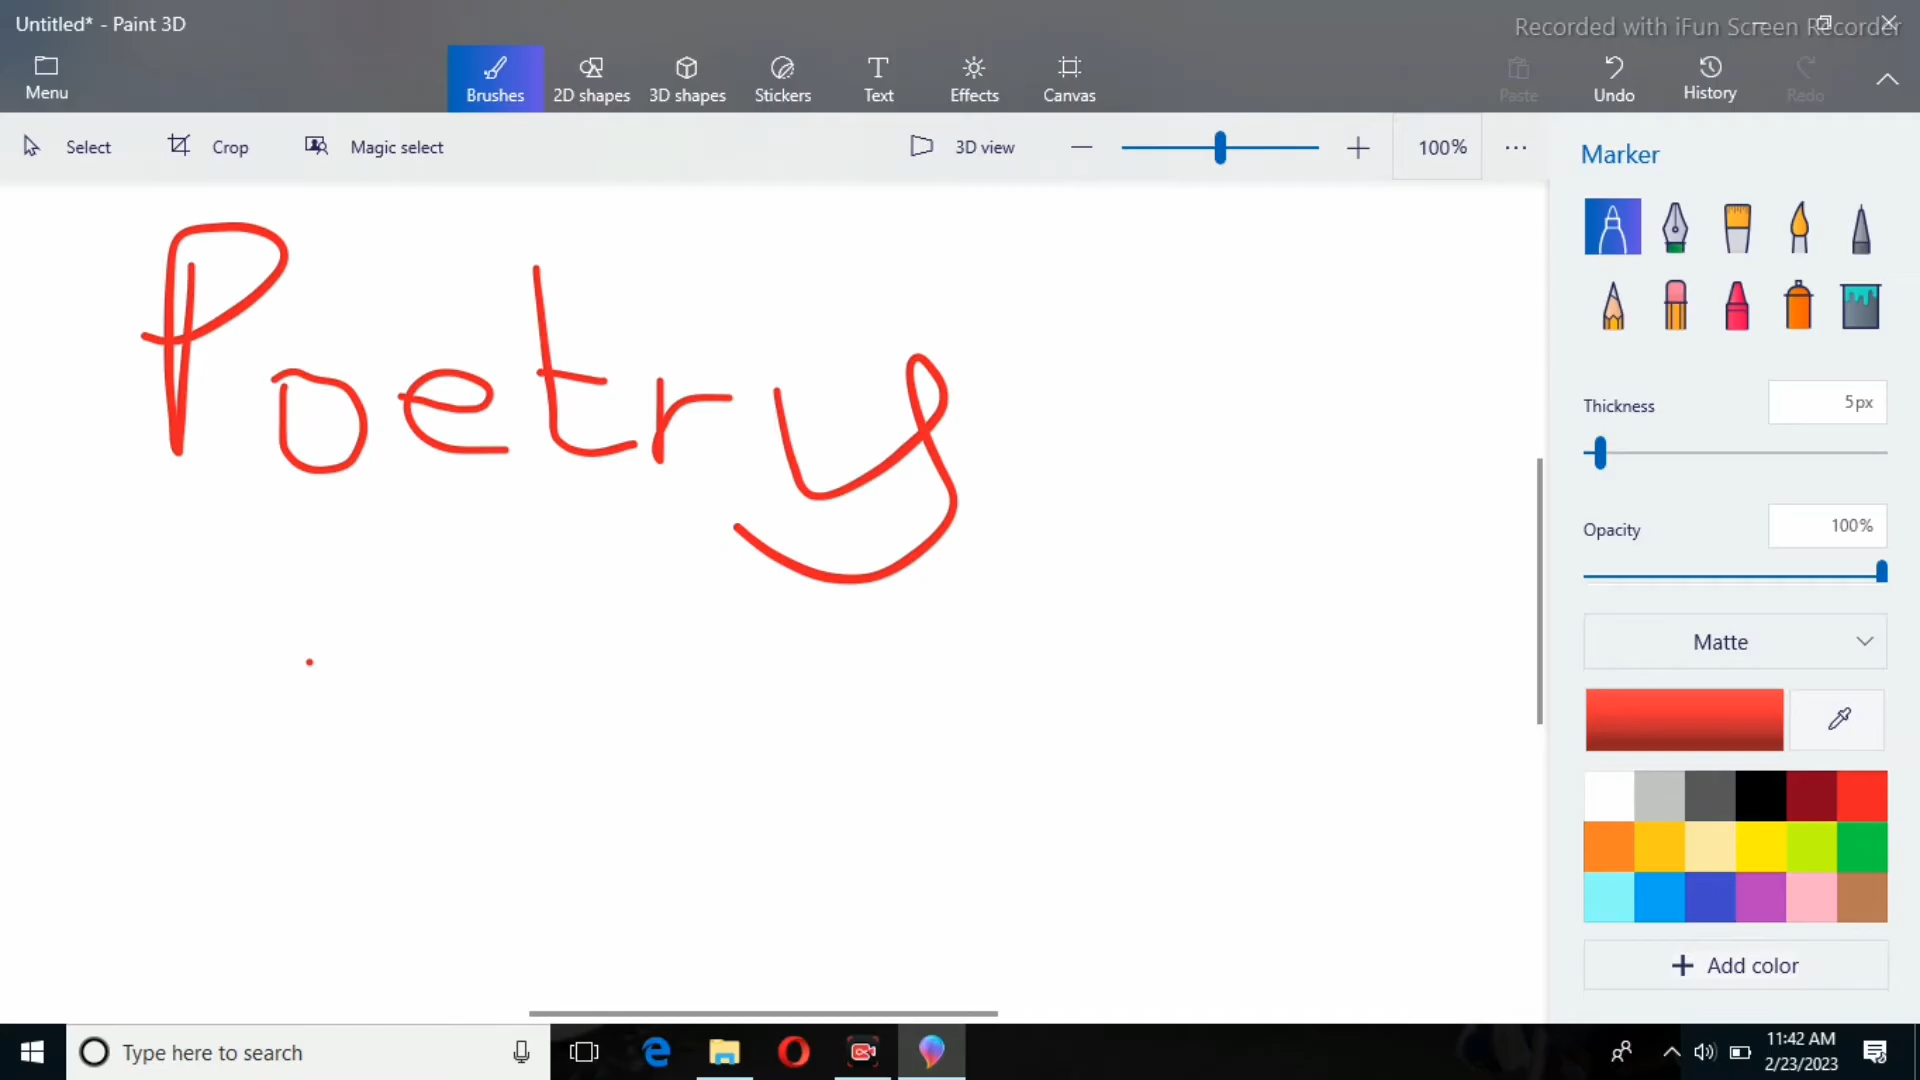 Untitled* - Paint 3D
Recorded with iFun Screen Recorder
Menu
Brushes
2D shapes
3D shapes
Stickers
Text
Effects
Canvas
Paste
Undo
History
Redo
Select
Crop
Magic select
3D view
100%
Marker
Poetry
Thickness
5px
Opacity
100%
Matte
+ Add color
Type here to search
11:42 AM
2/23/2023